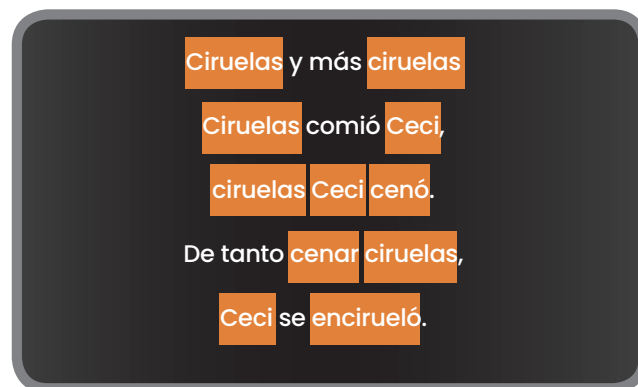 Ciruelas y más ciruelas
Ciruelas comió Ceci,
ciruelas Ceci cenó.
De tanto cenar ciruelas,
Ceci se encirueló.